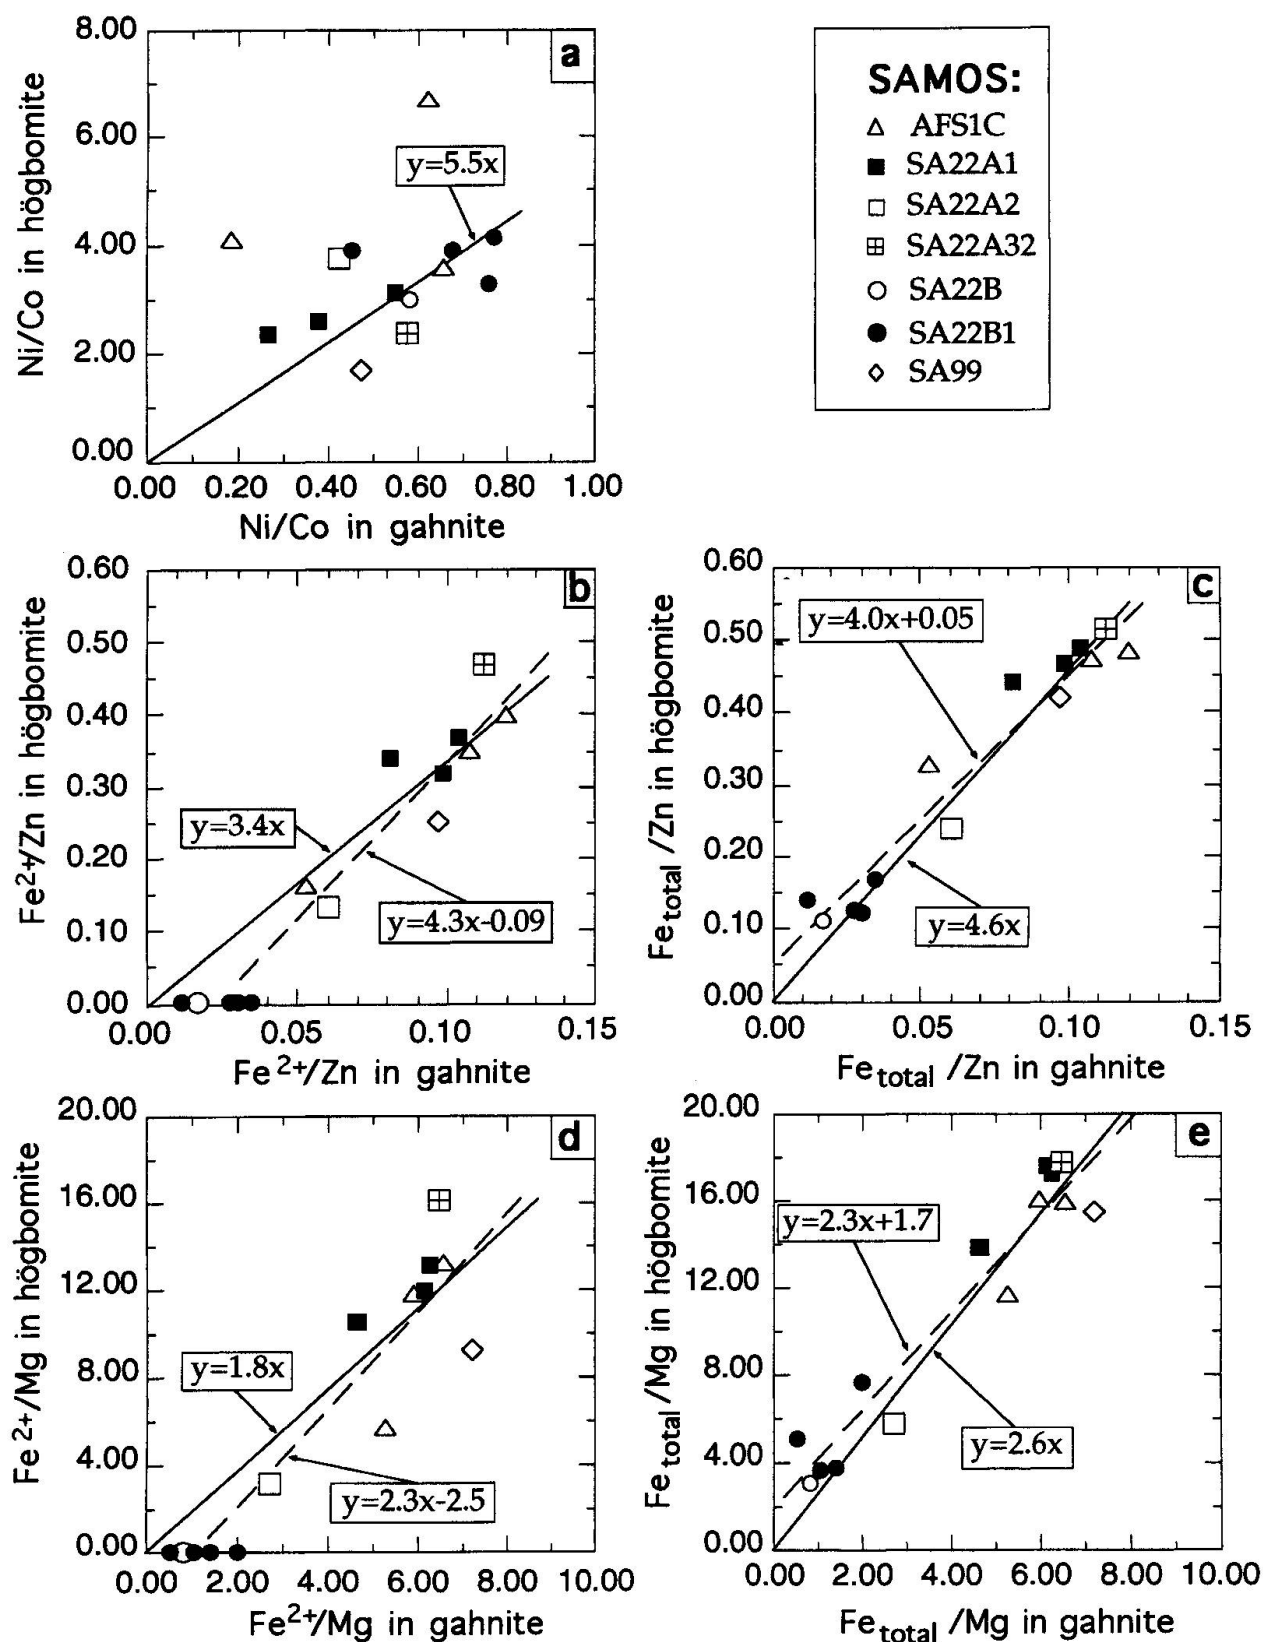 a
8.00
6.00
4.00
2.00
0.00
Ni/Co in högbomite
y=5.5x
0.00 0.20 0.40 0.60 0.80 1.00
Ni/Co in gahnite
SAMOS:
AFS1C
SA22A1
SA22A2
SA22A32
SA22B
SA22B1
SA99
b
0.60
0.50
0.40
0.30
0.20
0.10
0.00
Fe2+/Zn in högbomite
y=3.4x
y=4.3x-0.09
0.00 0.05 0.10 0.15
Fe2+/Zn in gahnite
c
0.60
0.50
0.40
0.30
0.20
0.10
0.00
Fetotal/Zn in högbomite
y=4.0x+0.05
y=4.6x
0.00 0.05 0.10 0.15
Fetotal /Zn in gahnite
d
20.00
16.00
12.00
8.00
4.00
0.00
Fe2+/Mg in högbomite
y=1.8x
y=2.3x-2.5
0.00 2.00 4.00 6.00 8.00 10.00
Fe2+/Mg in gahnite
e
20.00
16.00
12.00
8.00
4.00
0.00
Fetotal/Mg in högbomite
y=2.3x+1.7
y=2.6x
0.00 2.00 4.00 6.00 8.00 10.00
Fetotal /Mg in gahnite